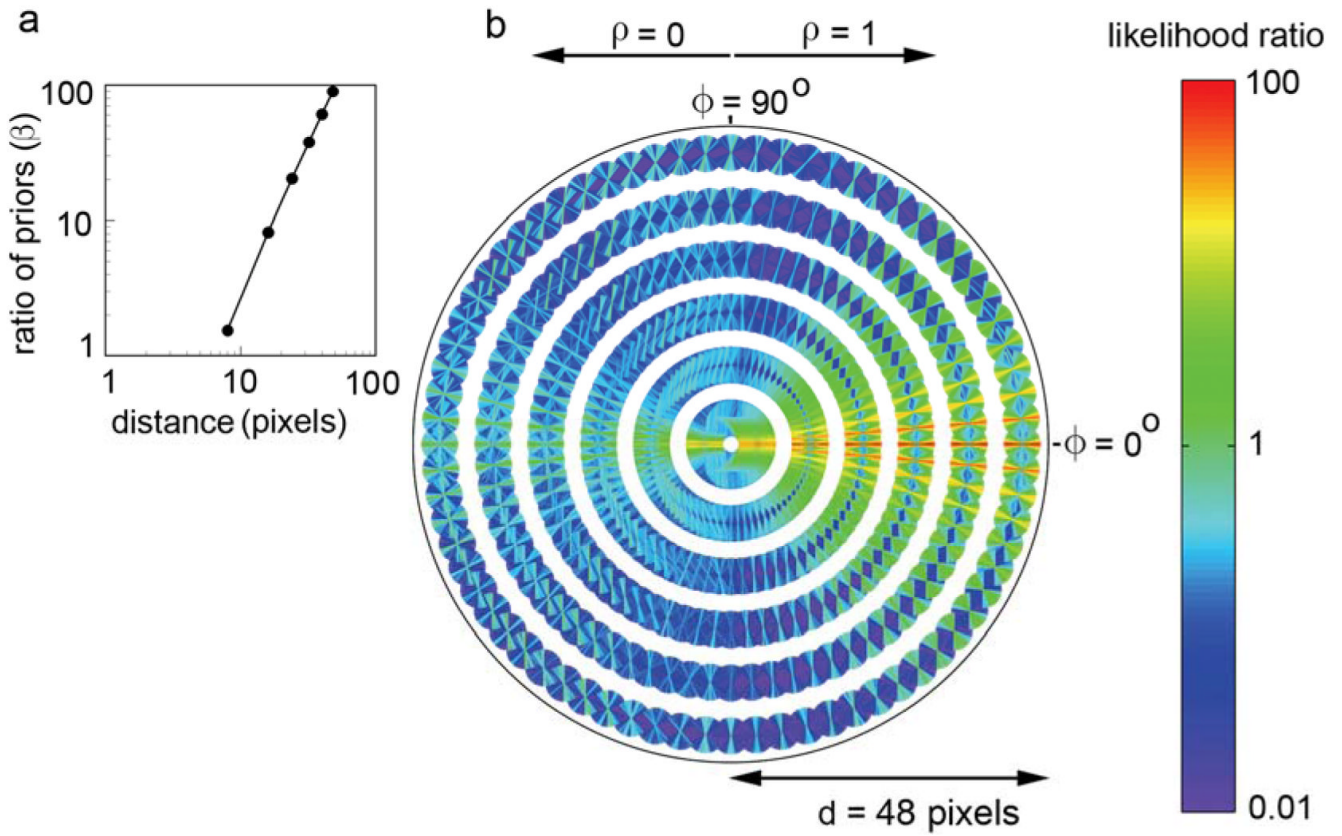 a
100
10
1
1 10 100
ratio of priors (β)
distance (pixels)
b
ρ = 0 ρ = 1
ϕ = 90°
ϕ = 0°
d = 48 pixels
likelihood ratio
100
1
0.01